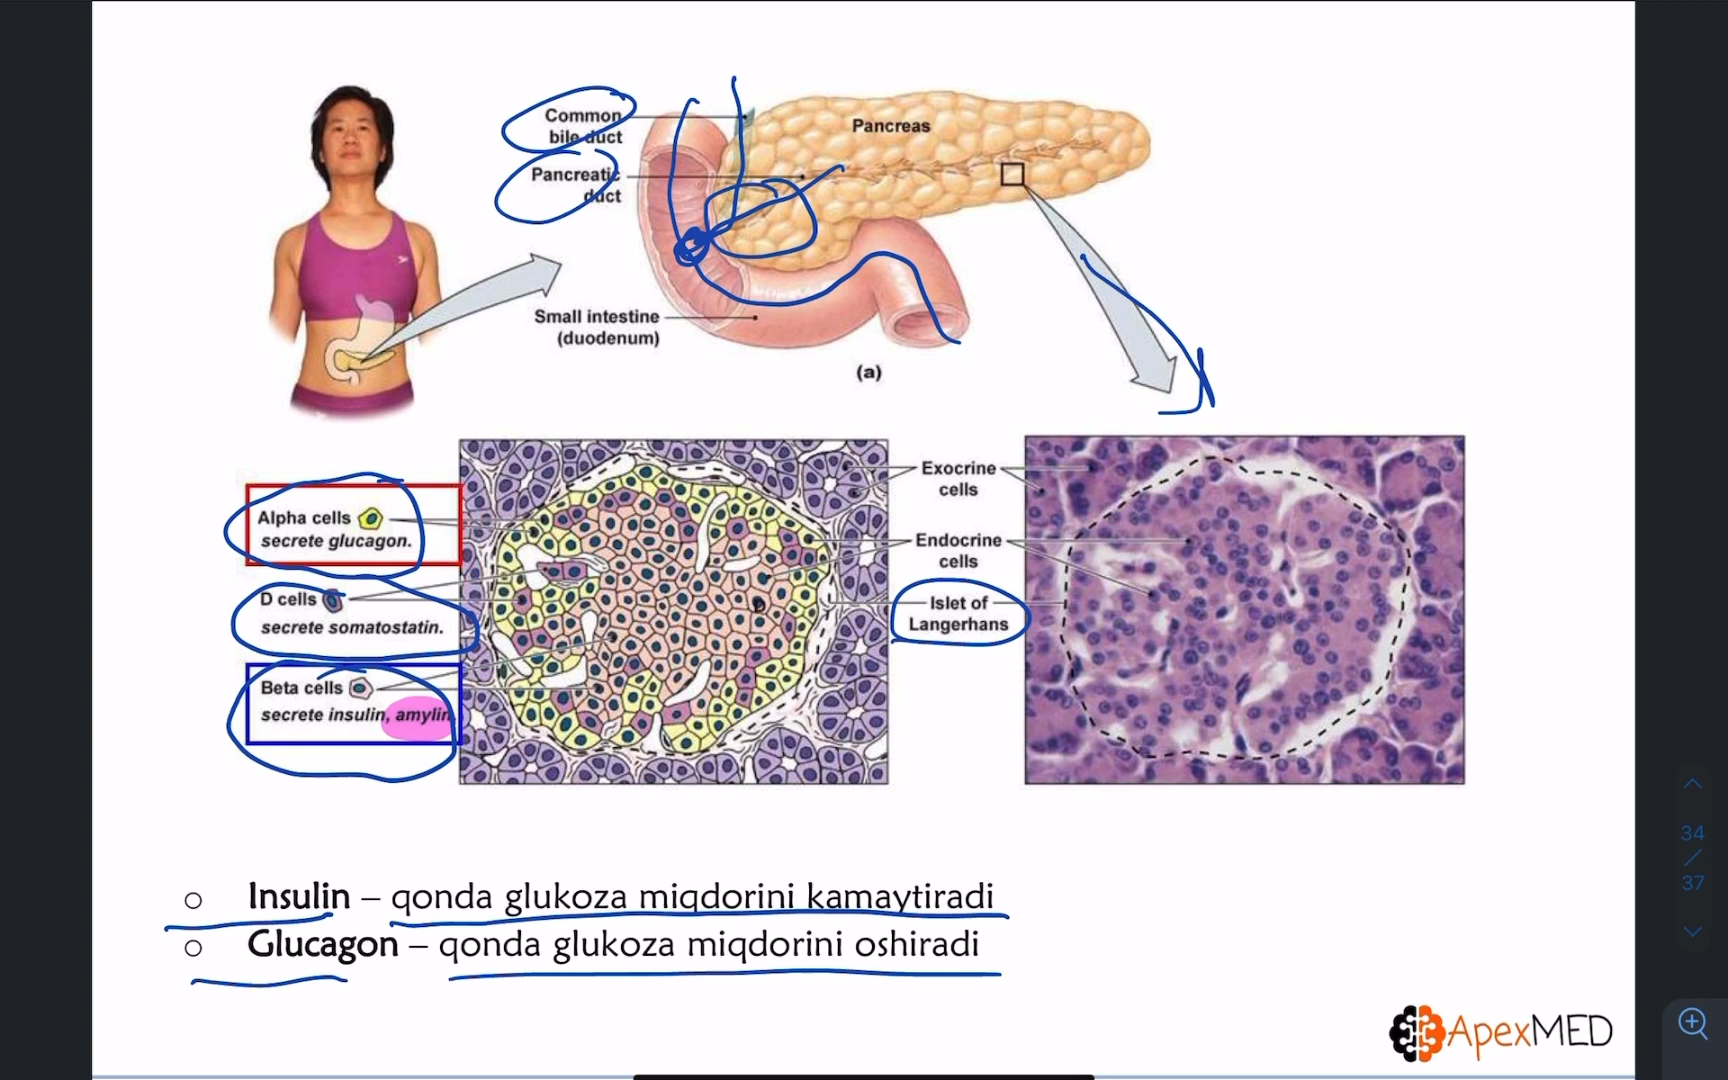 Common
bile duct
Pancreatic
duct
Pancreas
Small intestine
(duodenum)
(a)
Alpha cells
secrete glucagon.
D cells
secrete somatostatin.
Beta cells
secrete insulin, amylin
Exocrine
cells
Endocrine
cells
Islet of
Langerhans
o Insulin – qonda glukoza miqdorini kamaytiradi
o Glucagon – qonda glukoza miqdorini oshiradi
34
/
37
ApexMED